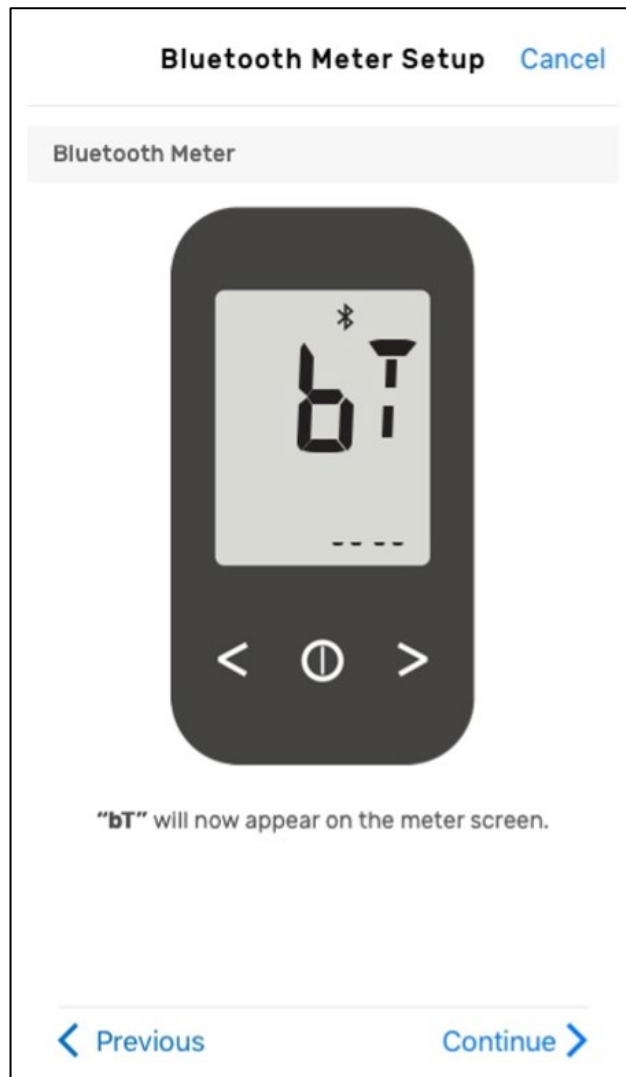 Bluetooth Meter Setup Cancel
Bluetooth Meter
bT
- - - -
< >
“bT” will now appear on the meter screen.
Previous Continue